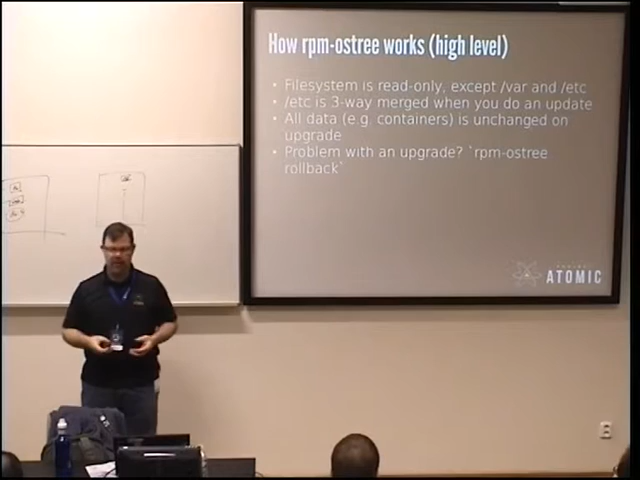 How rpm-ostree works (high level)
• Filesystem is read-only, except /var and /etc
• /etc is 3-way merged when you do an update
• All data (e.g. containers) is unchanged on
upgrade
• Problem with an upgrade? `rpm-ostree
rollback`
ATOMIC